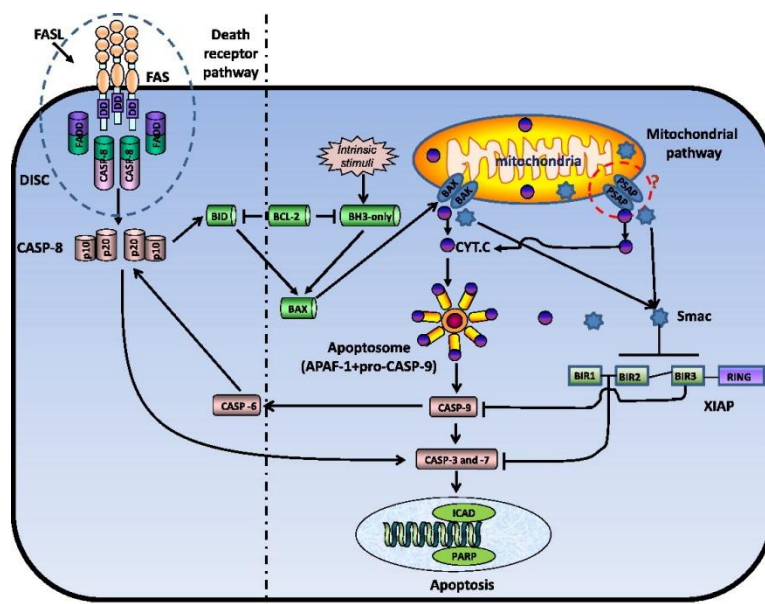 FASL
FAS
Death
receptor
pathway
DD
DD
DD
FADD
FADD
CASP-8
CASP-8
DISC
CASP-8
p10
p20
p20
p10
Intrinsic
stimuli
BID
BCL-2
BH3-only
BAX
mitochondria
Mitochondrial
pathway
BAX
BAK
PSAP
PSAP
?
CYT.C
Apoptosome
(APAF-1+pro-CASP-9)
Smac
BIR1
BIR2
BIR3
RING
XIAP
CASP -6
CASP-9
CASP-3 and -7
ICAD
PARP
Apoptosis